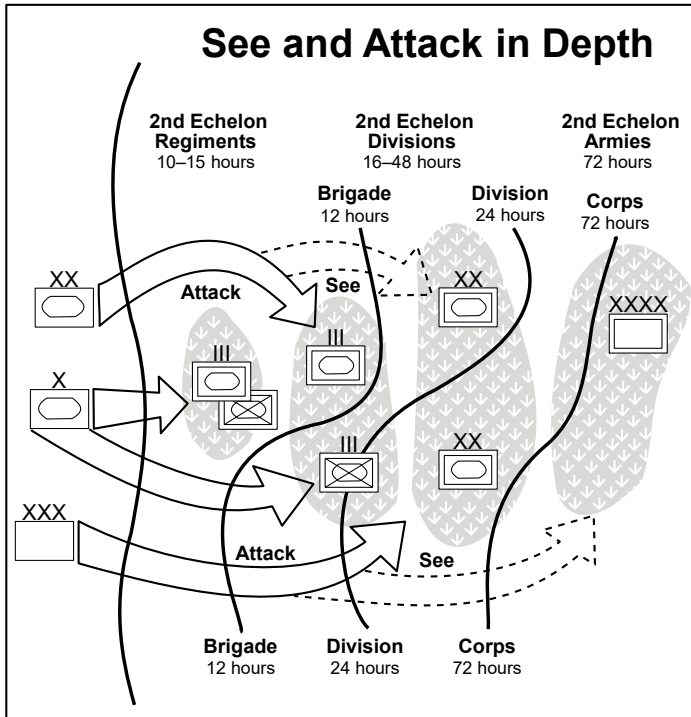 See and Attack in Depth
2nd Echelon
Regiments
10–15 hours
2nd Echelon
Divisions
16–48 hours
2nd Echelon
Armies
72 hours
Brigade
12 hours
Division
24 hours
Corps
72 hours
XX
Attack
See
XX
XXXX
III
III
X
III
XX
XXX
Attack
See
Brigade
12 hours
Division
24 hours
Corps
72 hours